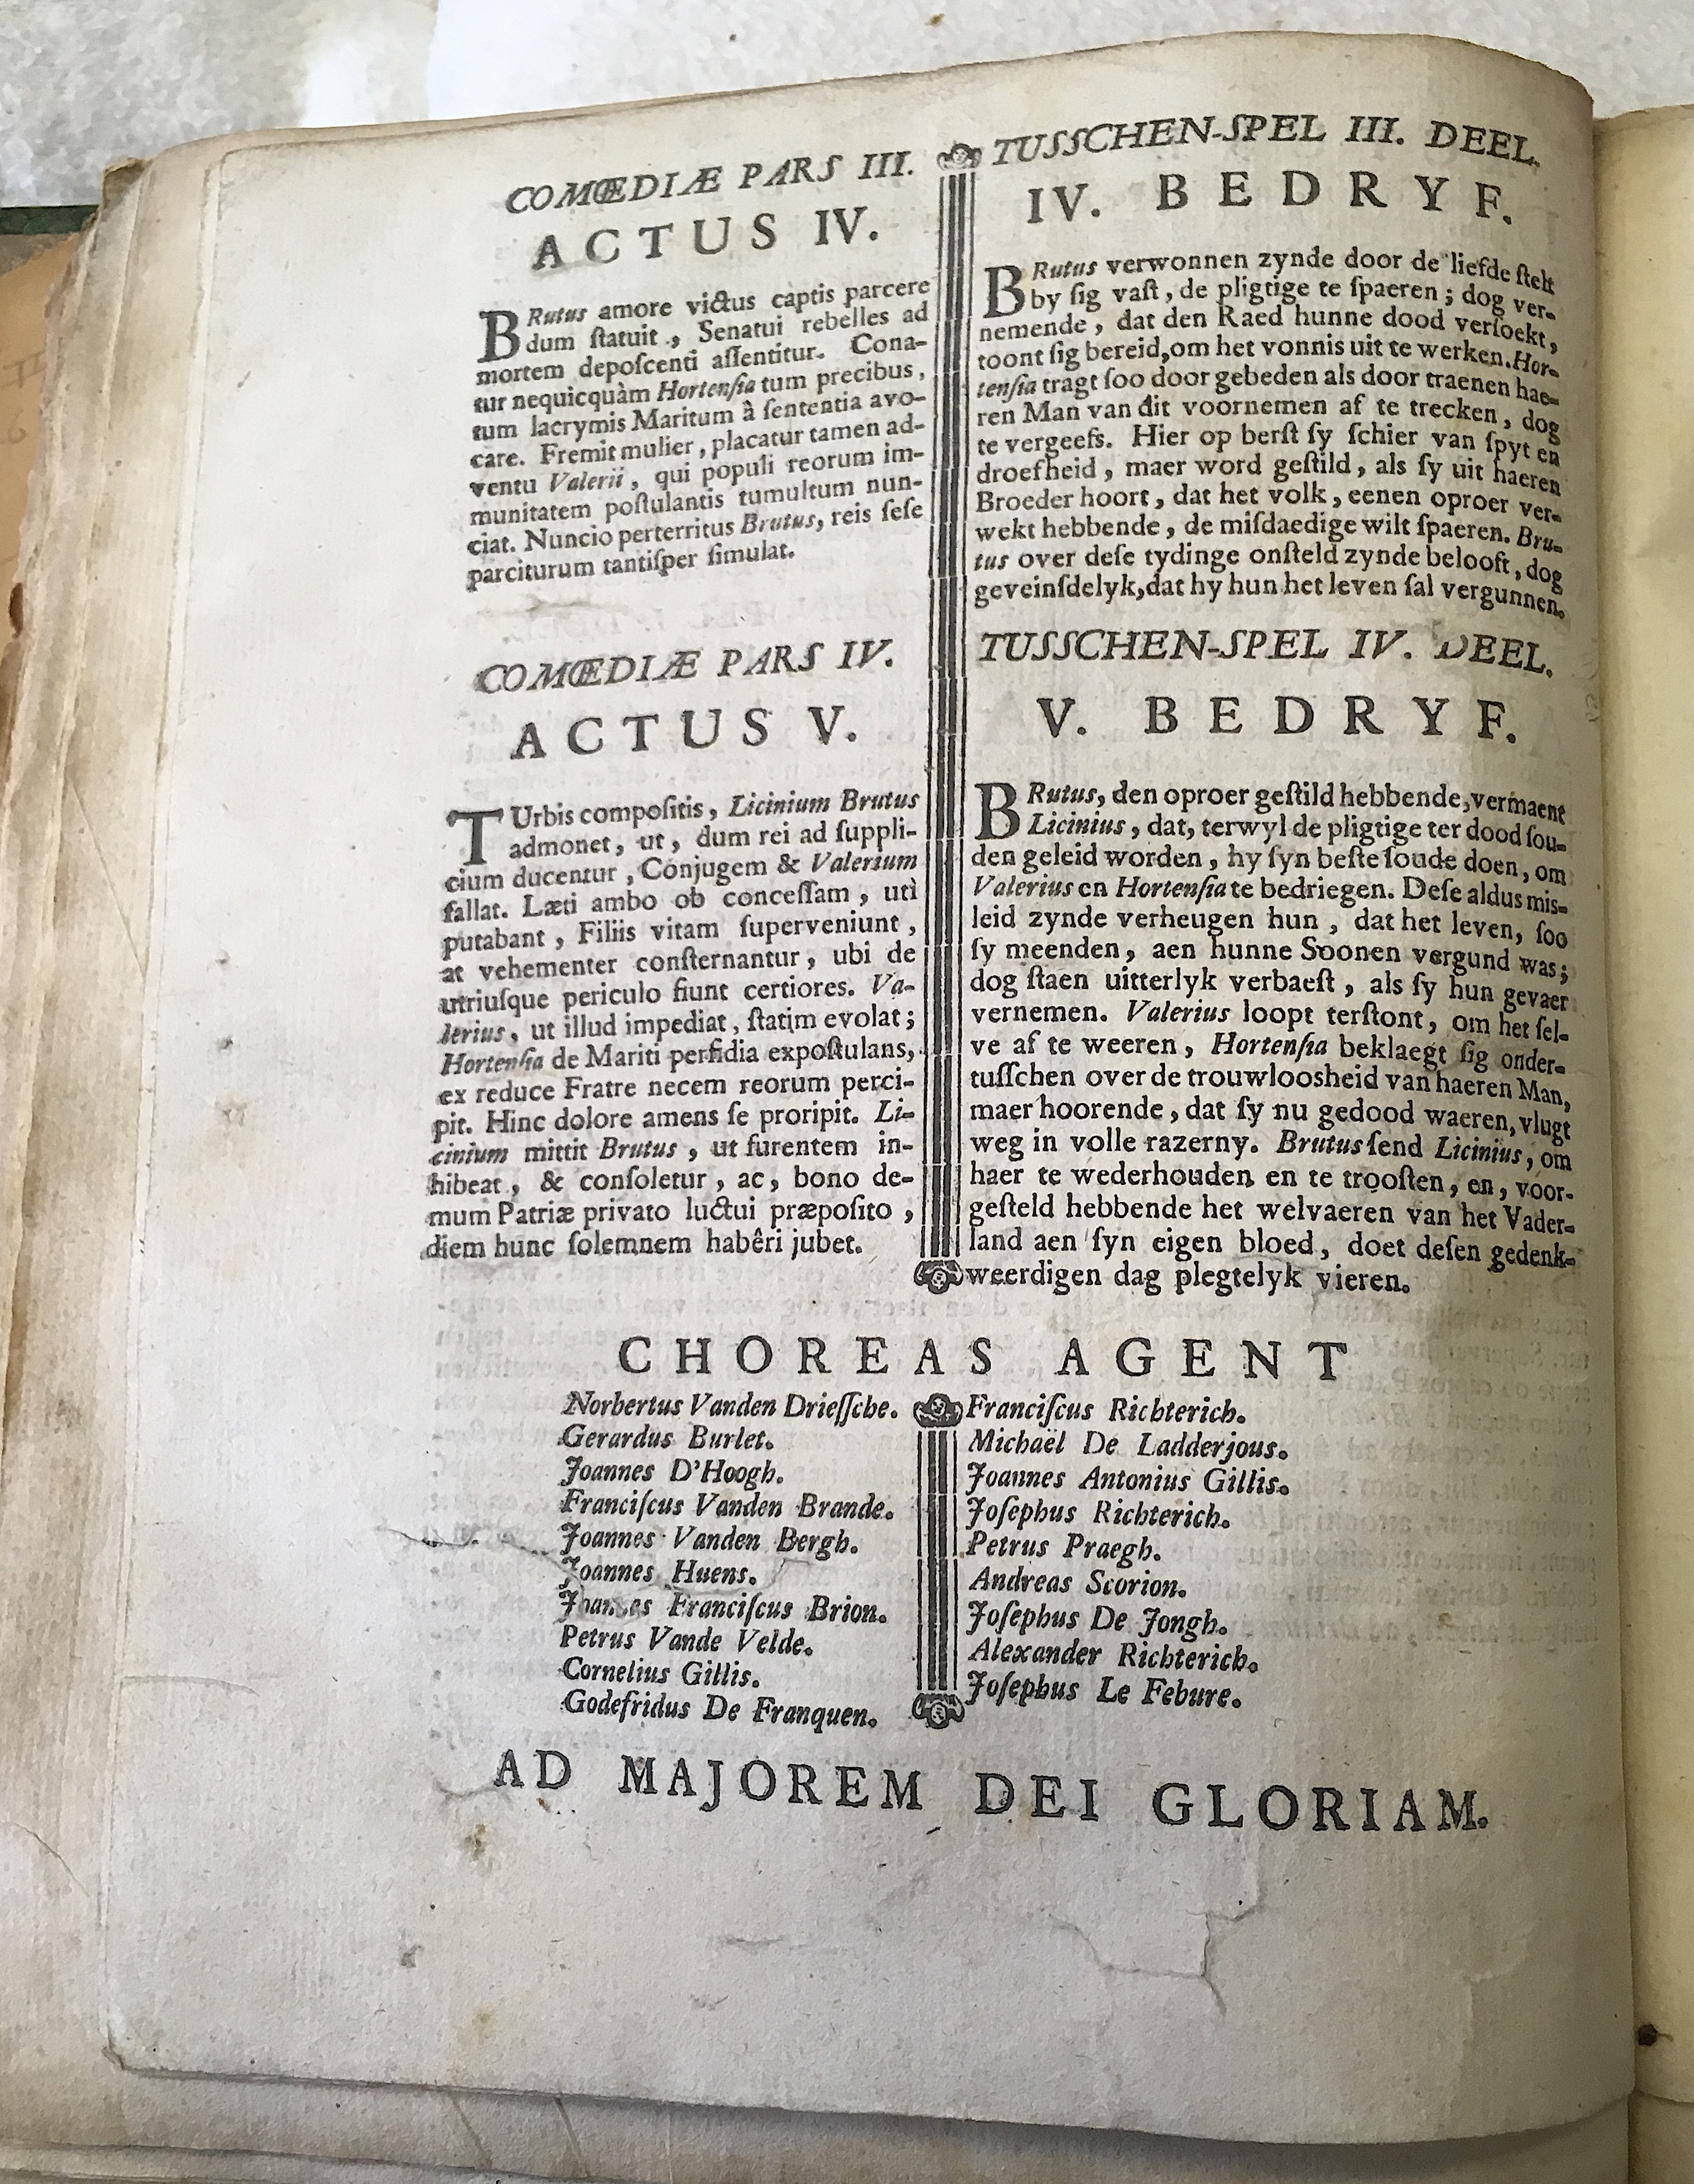 COMŒDIÆ PARS III.
ACTUS IV.
BRutus amore victus captis parcere
dum ſtatuit, Senatui rebelles ad
mortem depoſcenti aſſentitur. Cona-
tur nequicquàm Hortenſia tum precibus,
tum lacrymis Maritum â ſententia avo-
care. Fremit mulier, placatur tamen ad-
ventu Valerii, qui populi reorum im-
munitatem poſtulantis tumultum nun-
ciat. Nuncio perterritus Brutus, reis ſeſe
parciturum tantiſper ſimulat.
COMŒDIÆ PARS IV.
ACTUS V.
TUrbis compoſitis, Licinium Brutus
admonet, ut, dum rei ad ſuppli-
cium ducentur, Conjugem & Valerium
fallat. Læti ambo ob conceſſam, utì
putabant, Filiis vitam ſuperveniunt,
at vehementer conſternantur, ubi de
utriuſque periculo fiunt certiores. Va-
lerius, ut illud impediat, ſtatim evolat;
Hortenſia de Mariti perfidia expoſtulans,
ex reduce Fratre necem reorum perci-
pit. Hinc dolore amens ſe proripit. Li-
cinium mittit Brutus, ut furentem in-
hibeat, & conſoletur, ac, bono de-
mum Patriæ privato luctui præpoſito,
diem hunc ſolemnem habêri jubet.
TUSSCHEN-SPEL III. DEEL.
IV. BEDRYF.
BRutus verwonnen zynde door de liefde ſtelt
by ſig vaſt, de pligtige te ſpaeren; dog ver-
nemende, dat den Raed hunne dood verſoekt,
toont ſig bereid, om het vonnis uit te werken. Hor-
tenſia tragt ſoo door gebeden als door traenen hae-
ren Man van dit voornemen af te trecken, dog
te vergeefs. Hier op berſt ſy ſchier van ſpyt en
droefheid, maer word geſtild, als ſy uit haeren
Broeder hoort, dat het volk, eenen oproer ver-
wekt hebbende, de miſdaedige wilt ſpaeren. Bru-
tus over deſe tydinge onſteld zynde belooft, dog
geveinſdelyk, dat hy hun het leven ſal vergunnen.
TUSSCHEN-SPEL IV. DEEL.
V. BEDRYF.
BRutus, den oproer geſtild hebbende, vermaent
Licinius, dat, terwyl de pligtige ter dood ſou-
den geleid worden, hy ſyn beſte ſoude doen, om
Valerius en Hortenſia te bedriegen. Deſe aldus mis-
leid zynde verheugen hun, dat het leven, ſoo
ſy meenden, aen hunne Soonen vergund was;
dog ſtaen uitterlyk verbaeſt, als ſy hun gevaer
vernemen. Valerius loopt terſtont, om het ſel-
ve af te weeren, Hortenſia beklaegt ſig onder-
tuſſchen over de trouwloosheid van haeren Man,
maer hoorende, dat ſy nu gedood waeren, vlugt
weg in volle razerny. Brutus ſend Licinius, om
haer te wederhouden en te trooſten, en, voor-
geſteld hebbende het welvaeren van het Vader-
land aen ſyn eigen bloed, doet deſen gedenk-
weerdigen dag plegtelyk vieren.
CHOREAS AGENT
Norbertus Vanden Drieſſche.
Gerardus Burlet.
Joannes D'Hoogh.
Franciſcus Vanden Brande.
Joannes Vanden Bergh.
Joannes Huens.
Joannes Franciſcus Brion.
Petrus Vande Velde.
Cornelius Gillis.
Godefridus De Franquen.
Franciſcus Richterich.
Michaël De Ladderjous.
Joannes Antonius Gillis.
Joſephus Richterich.
Petrus Praegh.
Andreas Scorion.
Joſephus De Jongh.
Alexander Richterich.
Joſephus Le Febure.
AD MAJOREM DEI GLORIAM.